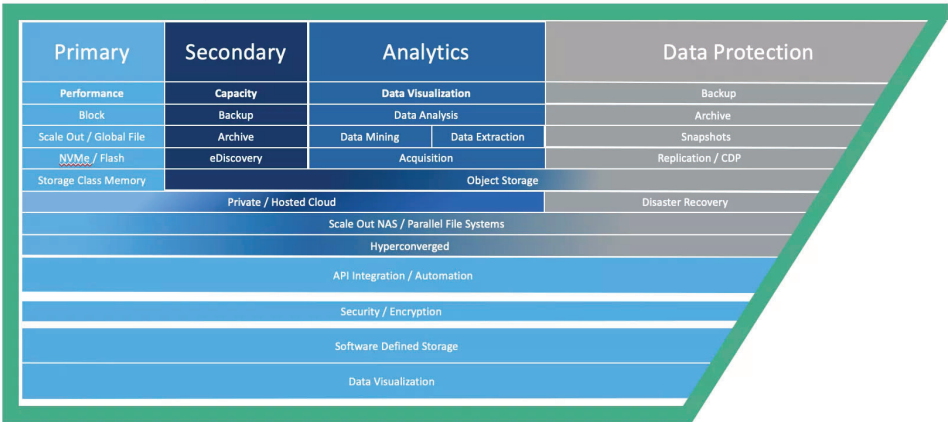 Primary Secondary Analytics Data Protection
Performance Capacity Data Visualization Backup
Block Backup Data Analysis Archive
Scale Out / Global File Archive Data Mining Data Extraction Snapshots
NVMe / Flash eDiscovery Acquisition Replication / CDP
Storage Class Memory Object Storage
Private / Hosted Cloud Disaster Recovery
Scale Out NAS / Parallel File Systems
Hyperconverged
API Integration / Automation
Security / Encryption
Software Defined Storage
Data Visualization